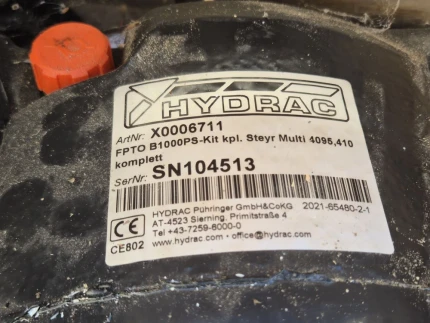 HYDRAC
ArtNr: X0006711
FPTO B1000PS-Kit kpl. Steyr Multi 4095,410
komplett
SerNr: SN104513
HYDRAC Pühringer GmbH&CoKG 2021-65480-2-1
AT-4523 Sierning, Primitstraße 4
Tel +43-7259-6000-0
www.hydrac.com • office@hydrac.com
CE
CE802